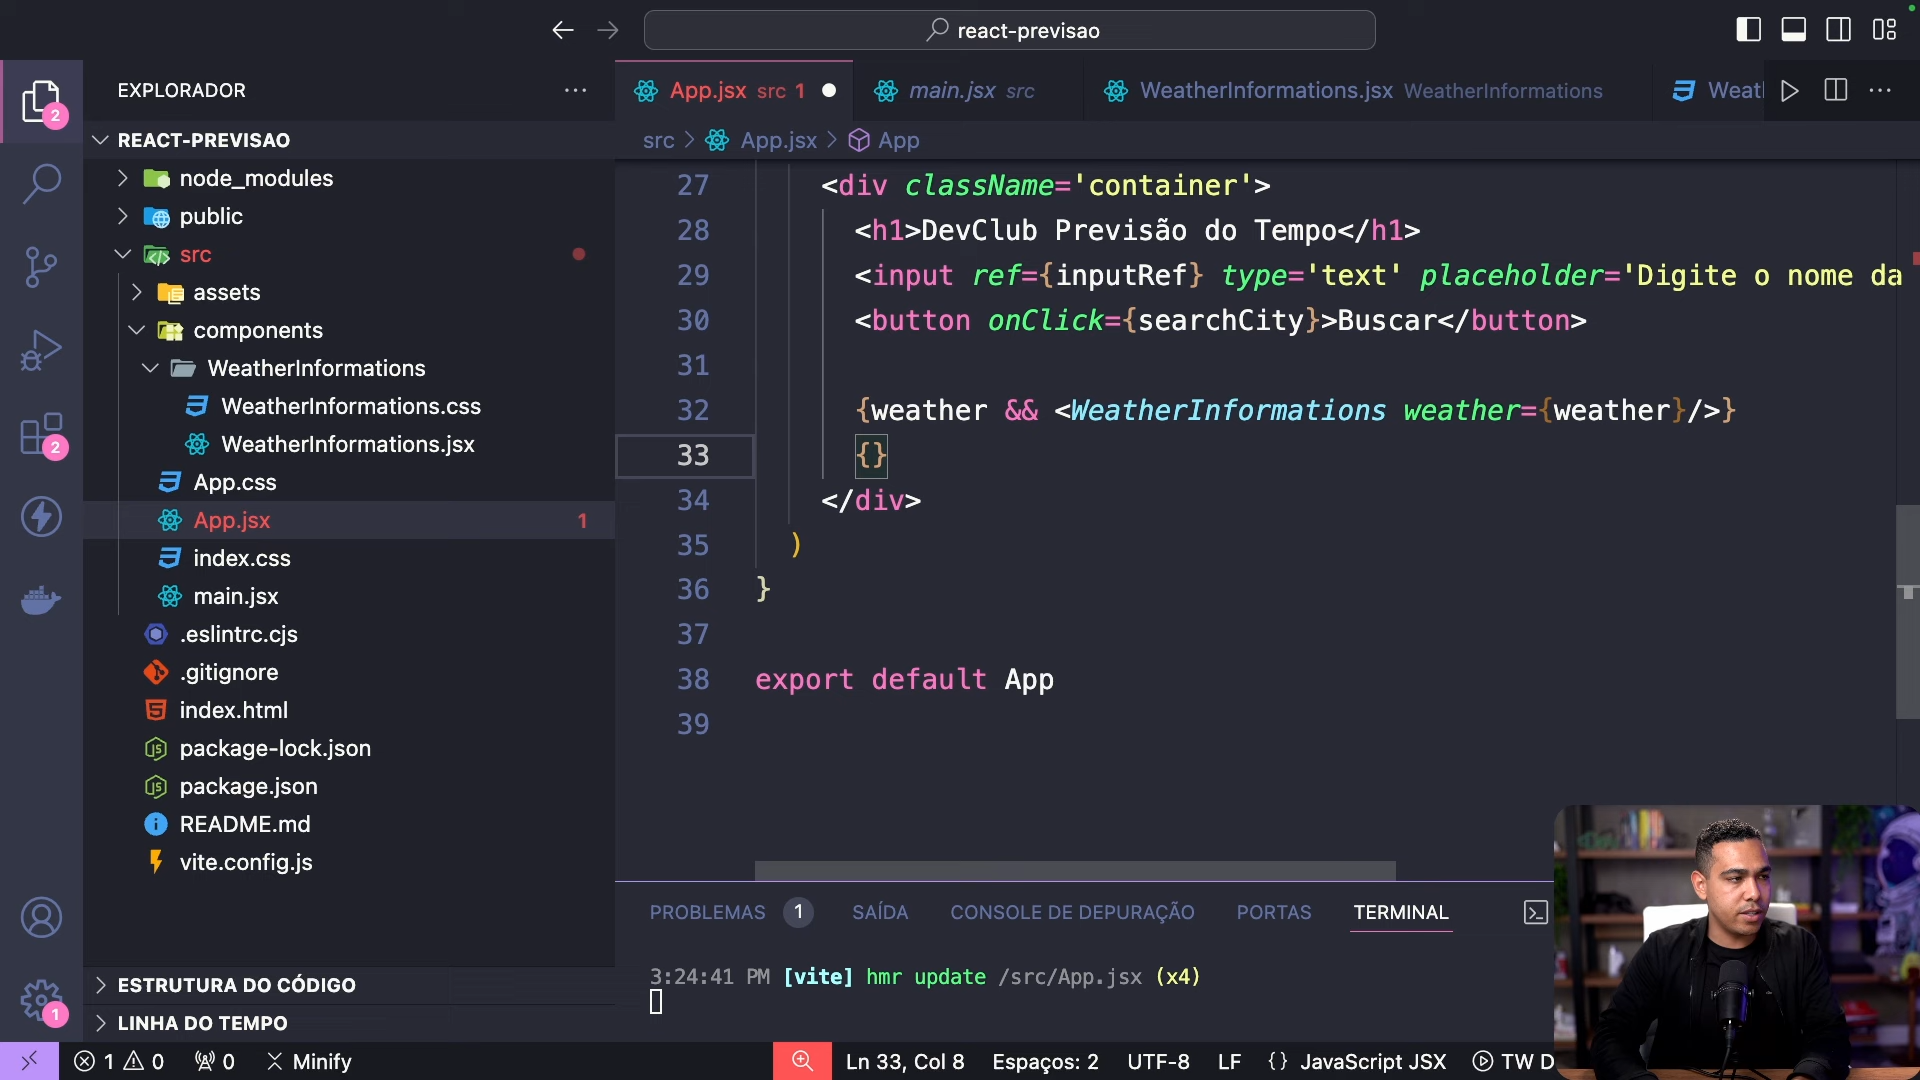 react-previsao
EXPLORADOR
REACT-PREVISAO
node_modules
public
src
assets
components
WeatherInformations
WeatherInformations.css
WeatherInformations.jsx
App.css
App.jsx 1
index.css
main.jsx
.eslintrc.cjs
.gitignore
index.html
package-lock.json
package.json
README.md
vite.config.js
ESTRUTURA DO CÓDIGO
LINHA DO TEMPO
2
2
1
App.jsx src 1
main.jsx src
WeatherInformations.jsx WeatherInformations
Weat
src > App.jsx > App
27 <div className='container'>
28 <h1>DevClub Previsão do Tempo</h1>
29 <input ref={inputRef} type='text' placeholder='Digite o nome da
30 <button onClick={searchCity}>Buscar</button>
31
32 {weather && <WeatherInformations weather={weather}/>}
33 {}
34 </div>
35 )
36 }
37
38 export default App
39
PROBLEMAS 1 SAÍDA CONSOLE DE DEPURAÇÃO PORTAS TERMINAL
3:24:41 PM [vite] hmr update /src/App.jsx (x4)
1 0 0 Minify Ln 33, Col 8 Espaços: 2 UTF-8 LF {} JavaScript JSX TW D